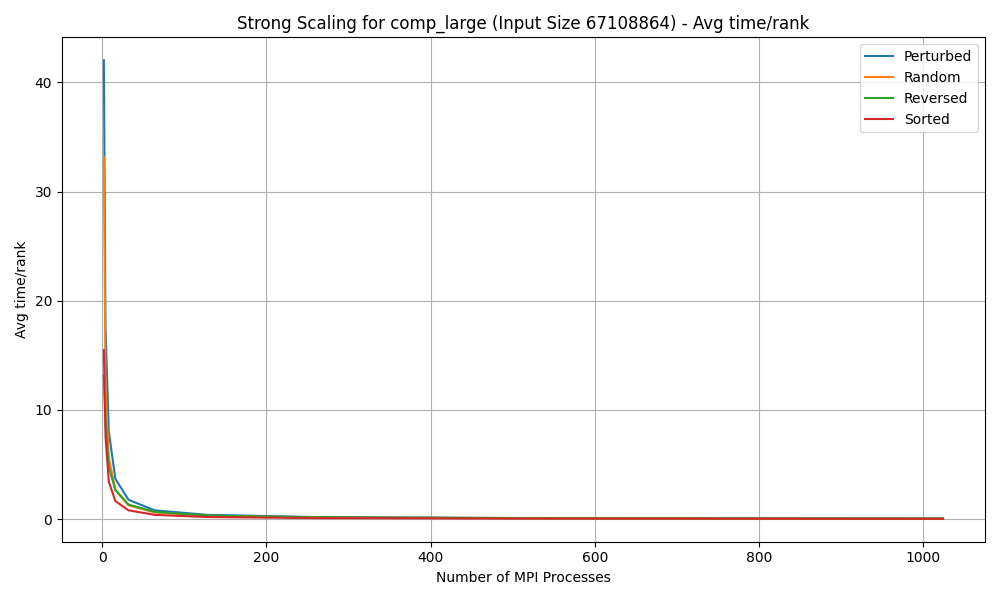 Strong Scaling for comp_large (Input Size 67108864) - Avg time/rank
Perturbed
Random
Reversed
Sorted
Avg time/rank
40
30
20
10
0
0 200 400 600 800 1000
Number of MPI Processes